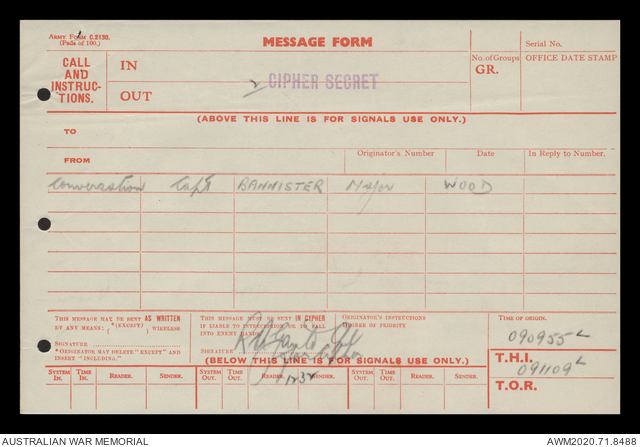 ARMY FORM C.2130.
(Pads of 100.)
MESSAGE FORM
Serial No.
CALL
AND
INSTRUC-
TIONS.
IN
OUT
CIPHER SECRET
No. of Groups
GR.
OFFICE DATE STAMP
(ABOVE THIS LINE IS FOR SIGNALS USE ONLY.)
TO
FROM
Originator's Number
Date
In Reply to Number.
Conversation Capt BANNISTER Major WOOD
THIS MESSAGE MAY BE SENT AS WRITTEN
BY ANY MEANS: (*(EXCEPT)) WIRELESS
SIGNATURE
*ORIGINATOR MAY DELETE "EXCEPT" AND
INSERT "INCLUDING."
THIS MESSAGE MUST BE SENT IN CIPHER
IF LIABLE TO INTERCEPTION OR TO FALL
INTO ENEMY HANDS.
SIGNATURE
ORIGINATOR'S INSTRUCTIONS
DEGREE OF PRIORITY
TIME OF ORIGIN.
090955L
T.H.I.
091109L
T.O.R.
(BELOW THIS LINE IS FOR SIGNALS USE ONLY.)
SYSTEM IN. TIME IN. READER. SENDER. SYSTEM OUT. TIME OUT. READER. SENDER. SYSTEM OUT. TIME OUT. READER. SENDER.
1232
AUSTRALIAN WAR MEMORIAL
AWM2020.71.8488